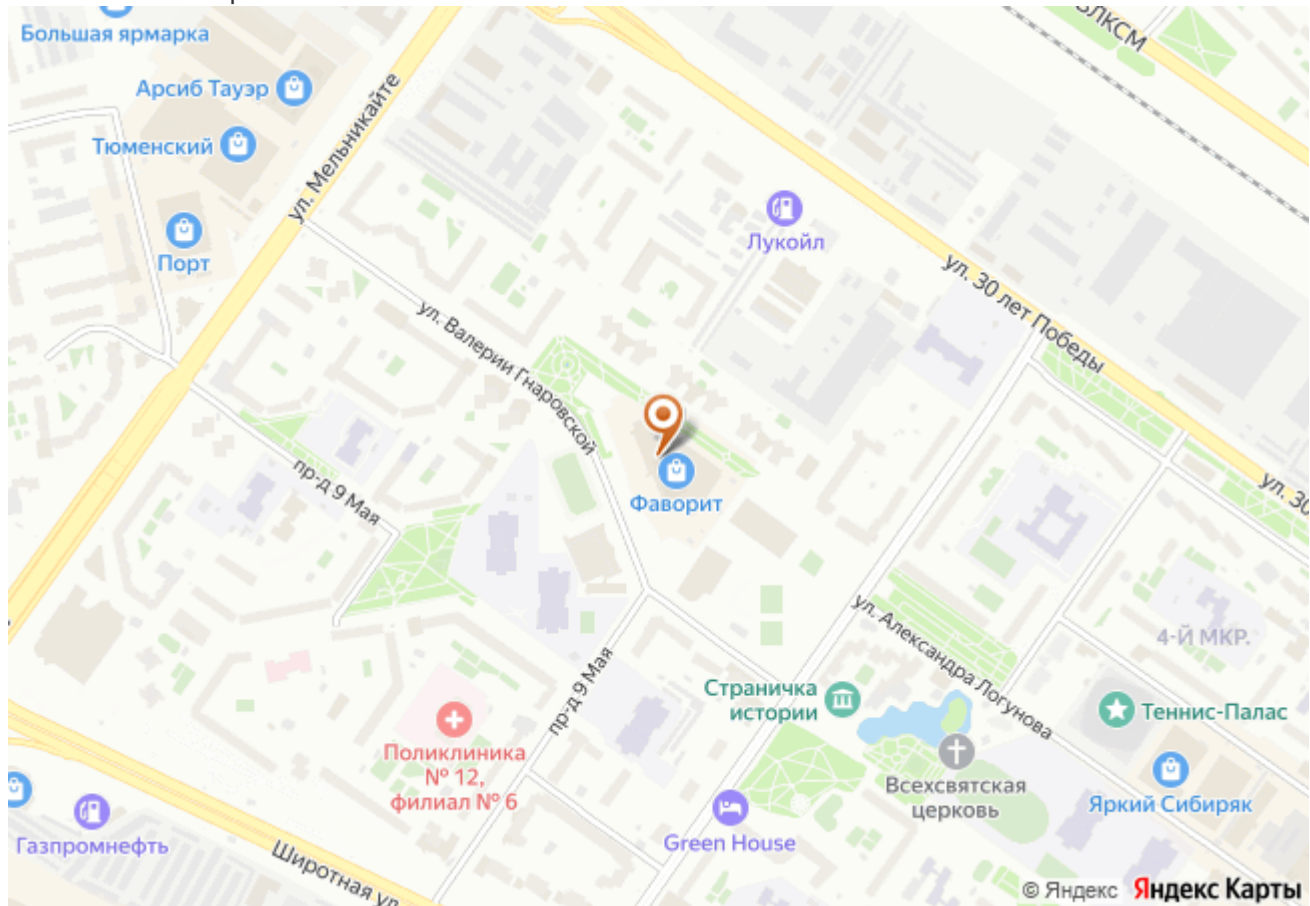 Большая ярмарка
ВЛКСМ
Арсиб Тауэр
Тюменский
ул. Мельникайте
Порт
Лукойл
ул. 30 лет Победы
ул. Валерии Гнаровской
пр-д 9 Мая
Фаворит
ул. 30
ул. Александра Логунова
4-Й МКР.
пр-д 9 Мая
Страничка
истории
Теннис-Палас
Поликлиника
№ 12,
филиал № 6
Всехсвятская
церковь
Яркий Сибиряк
Газпромнефть
Green House
Широтная ул.
© Яндекс Яндекс Карты